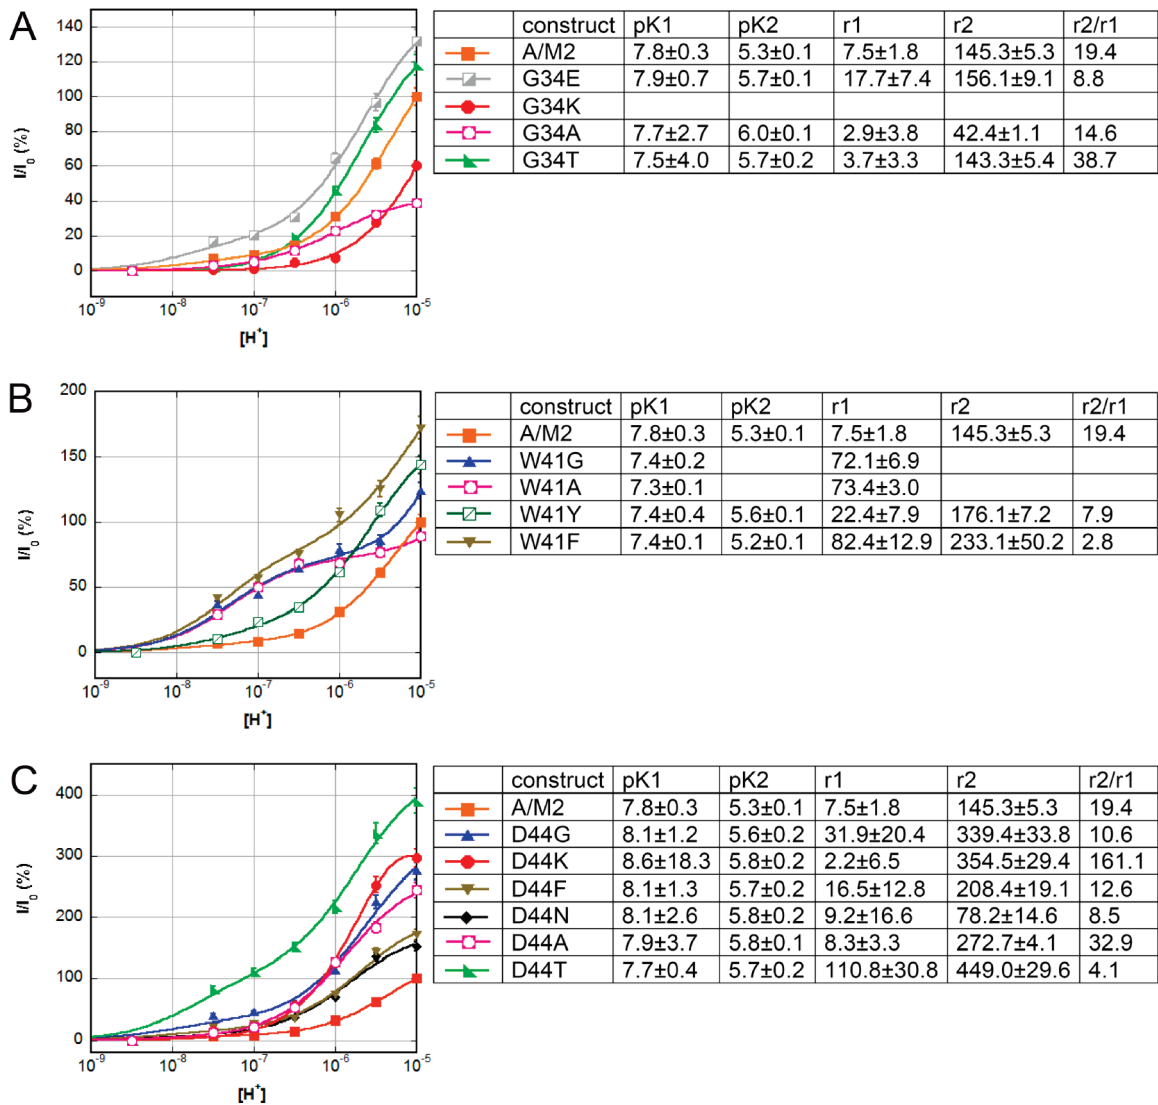 A
140
120
100
80
60
40
20
0
I/I0 (%)
10-9 10-8 10-7 10-6 10-5
[H+]
construct pK1 pK2 r1 r2 r2/r1
A/M2 7.8±0.3 5.3±0.1 7.5±1.8 145.3±5.3 19.4
G34E 7.9±0.7 5.7±0.1 17.7±7.4 156.1±9.1 8.8
G34K
G34A 7.7±2.7 6.0±0.1 2.9±3.8 42.4±1.1 14.6
G34T 7.5±4.0 5.7±0.2 3.7±3.3 143.3±5.4 38.7
B
200
150
100
50
0
I/I0 (%)
10-9 10-8 10-7 10-6 10-5
[H+]
construct pK1 pK2 r1 r2 r2/r1
A/M2 7.8±0.3 5.3±0.1 7.5±1.8 145.3±5.3 19.4
W41G 7.4±0.2 72.1±6.9
W41A 7.3±0.1 73.4±3.0
W41Y 7.4±0.4 5.6±0.1 22.4±7.9 176.1±7.2 7.9
W41F 7.4±0.1 5.2±0.1 82.4±12.9 233.1±50.2 2.8
C
400
300
200
100
0
I/I0 (%)
10-9 10-8 10-7 10-6 10-5
[H+]
construct pK1 pK2 r1 r2 r2/r1
A/M2 7.8±0.3 5.3±0.1 7.5±1.8 145.3±5.3 19.4
D44G 8.1±1.2 5.6±0.2 31.9±20.4 339.4±33.8 10.6
D44K 8.6±18.3 5.8±0.2 2.2±6.5 354.5±29.4 161.1
D44F 8.1±1.3 5.7±0.2 16.5±12.8 208.4±19.1 12.6
D44N 8.1±2.6 5.8±0.2 9.2±16.6 78.2±14.6 8.5
D44A 7.9±3.7 5.8±0.1 8.3±3.3 272.7±4.1 32.9
D44T 7.7±0.4 5.7±0.2 110.8±30.8 449.0±29.6 4.1